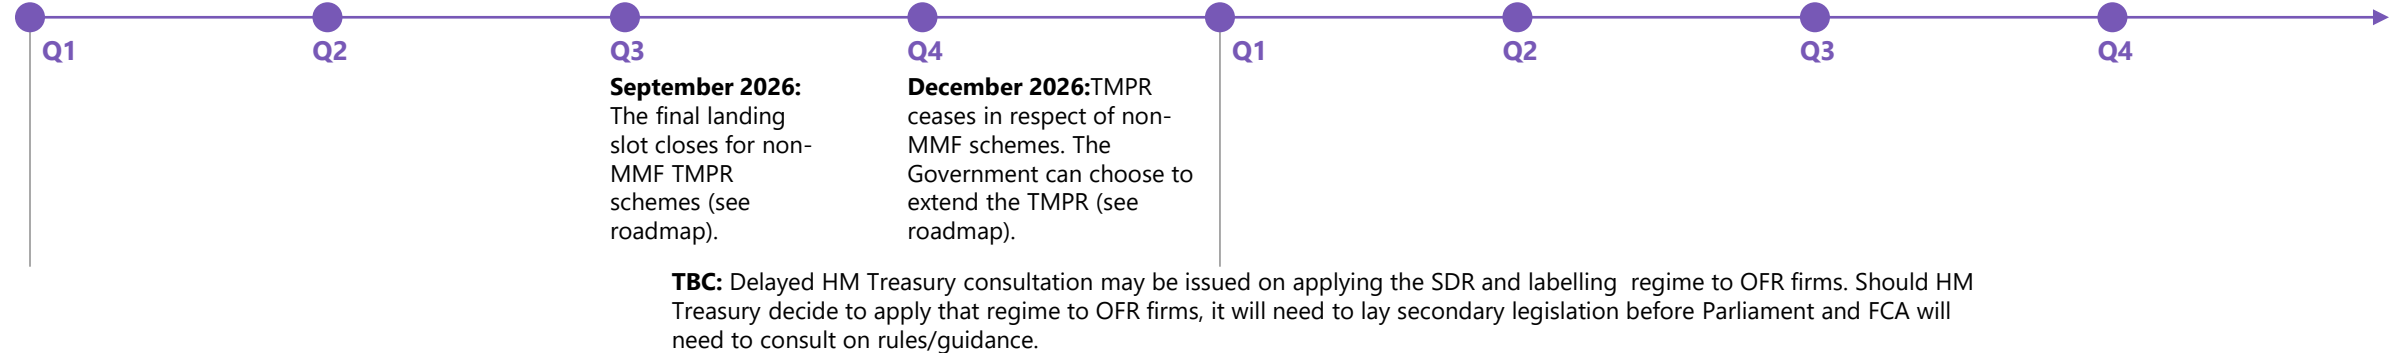 Q1 Q2 Q3 Q4 Q1 Q2 Q3 Q4
September 2026:
The final landing
slot closes for non-
MMF TMPR
schemes (see
roadmap).
December 2026:TMPR
ceases in respect of non-
MMF schemes. The
Government can choose to
extend the TMPR (see
roadmap).
TBC: Delayed HM Treasury consultation may be issued on applying the SDR and labelling  regime to OFR firms. Should HM
Treasury decide to apply that regime to OFR firms, it will need to lay secondary legislation before Parliament and FCA will
need to consult on rules/guidance.